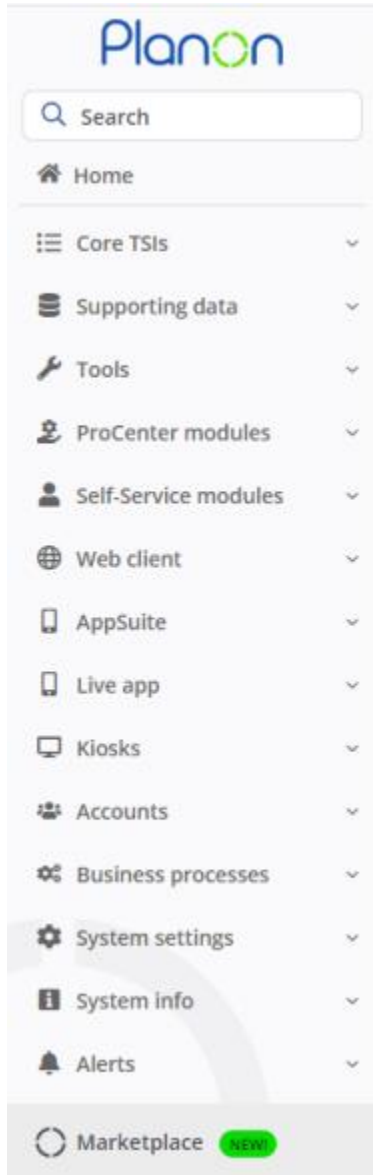 Planon
Search
Home
Core TSIs
Supporting data
Tools
ProCenter modules
Self-Service modules
Web client
AppSuite
Live app
Kiosks
Accounts
Business processes
System settings
System info
Alerts
Marketplace NEW!